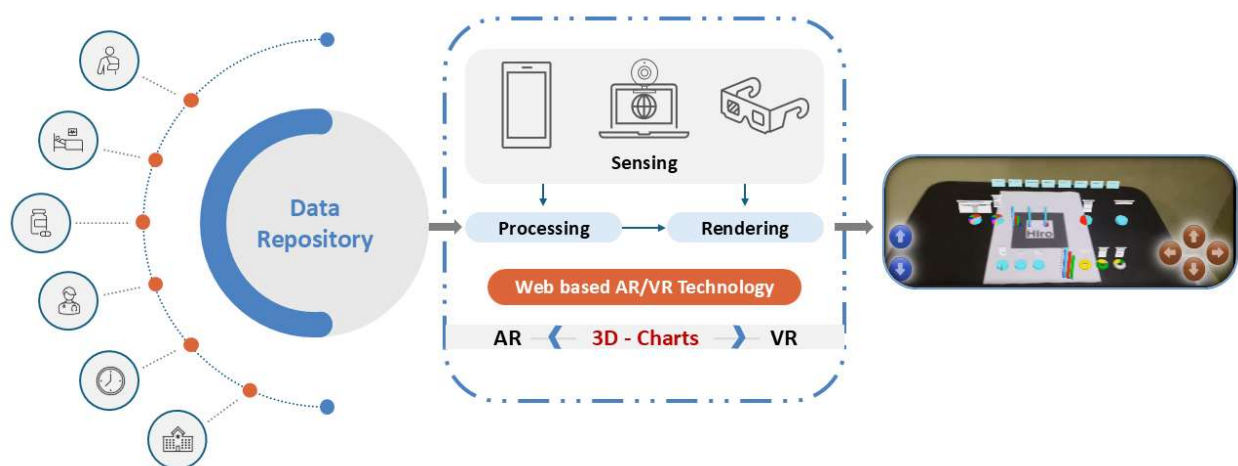 Data
Repository
Sensing
Processing
Rendering
Web based AR/VR Technology
AR
3D - Charts
VR
Hiro